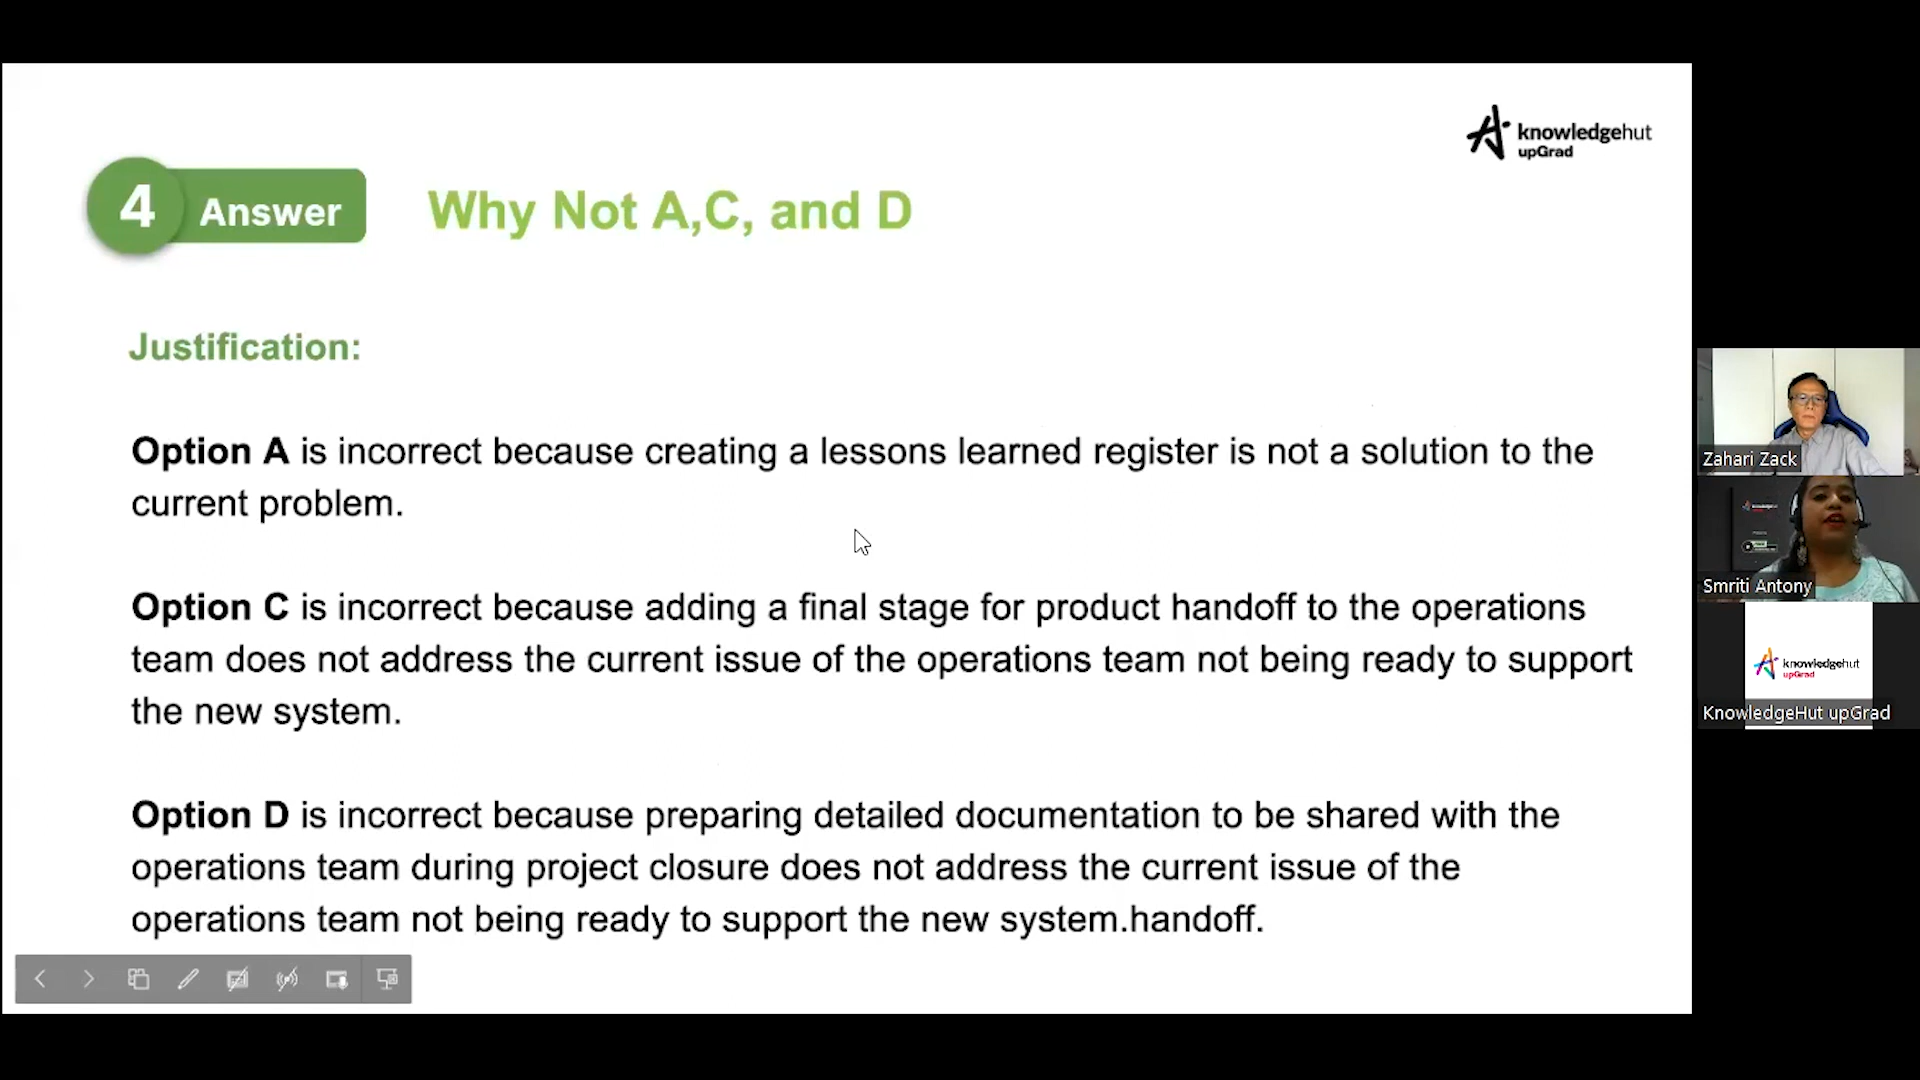 knowledgehut
upGrad
4 Answer
Why Not A,C, and D
Justification:
Option A is incorrect because creating a lessons learned register is not a solution to the
current problem.
Option C is incorrect because adding a final stage for product handoff to the operations
team does not address the current issue of the operations team not being ready to support
the new system.
Option D is incorrect because preparing detailed documentation to be shared with the
operations team during project closure does not address the current issue of the
operations team not being ready to support the new system.handoff.
Zahari Zack
Smriti Antony
knowledgehut
upGrad
KnowledgeHut upGrad